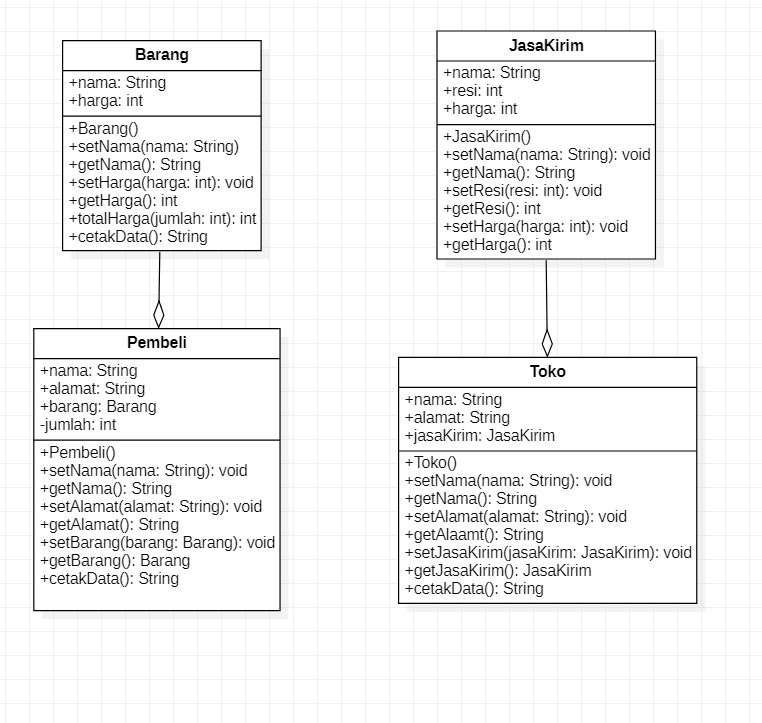 Barang
+nama: String
+harga: int
+Barang()
+setNama(nama: String)
+getNama(): String
+setHarga(harga: int): void
+getHarga(): int
+totalHarga(jumlah: int): int
+cetakData(): String
JasaKirim
+nama: String
+resi: int
+harga: int
+JasaKirim()
+setNama(nama: String): void
+getNama(): String
+setResi(resi: int): void
+getResi(): int
+setHarga(harga: int): void
+getHarga(): int
Pembeli
+nama: String
+alamat: String
+barang: Barang
-jumlah: int
+Pembeli()
+setNama(nama: String): void
+getNama(): String
+setAlamat(alamat: String): void
+getAlamat(): String
+setBarang(barang: Barang): void
+getBarang(): Barang
+cetakData(): String
Toko
+nama: String
+alamat: String
+jasaKirim: JasaKirim
+Toko()
+setNama(nama: String): void
+getNama(): String
+setAlamat(alamat: String): void
+getAlaamt(): String
+setJasaKirim(jasaKirim: JasaKirim): void
+getJasaKirim(): JasaKirim
+cetakData(): String